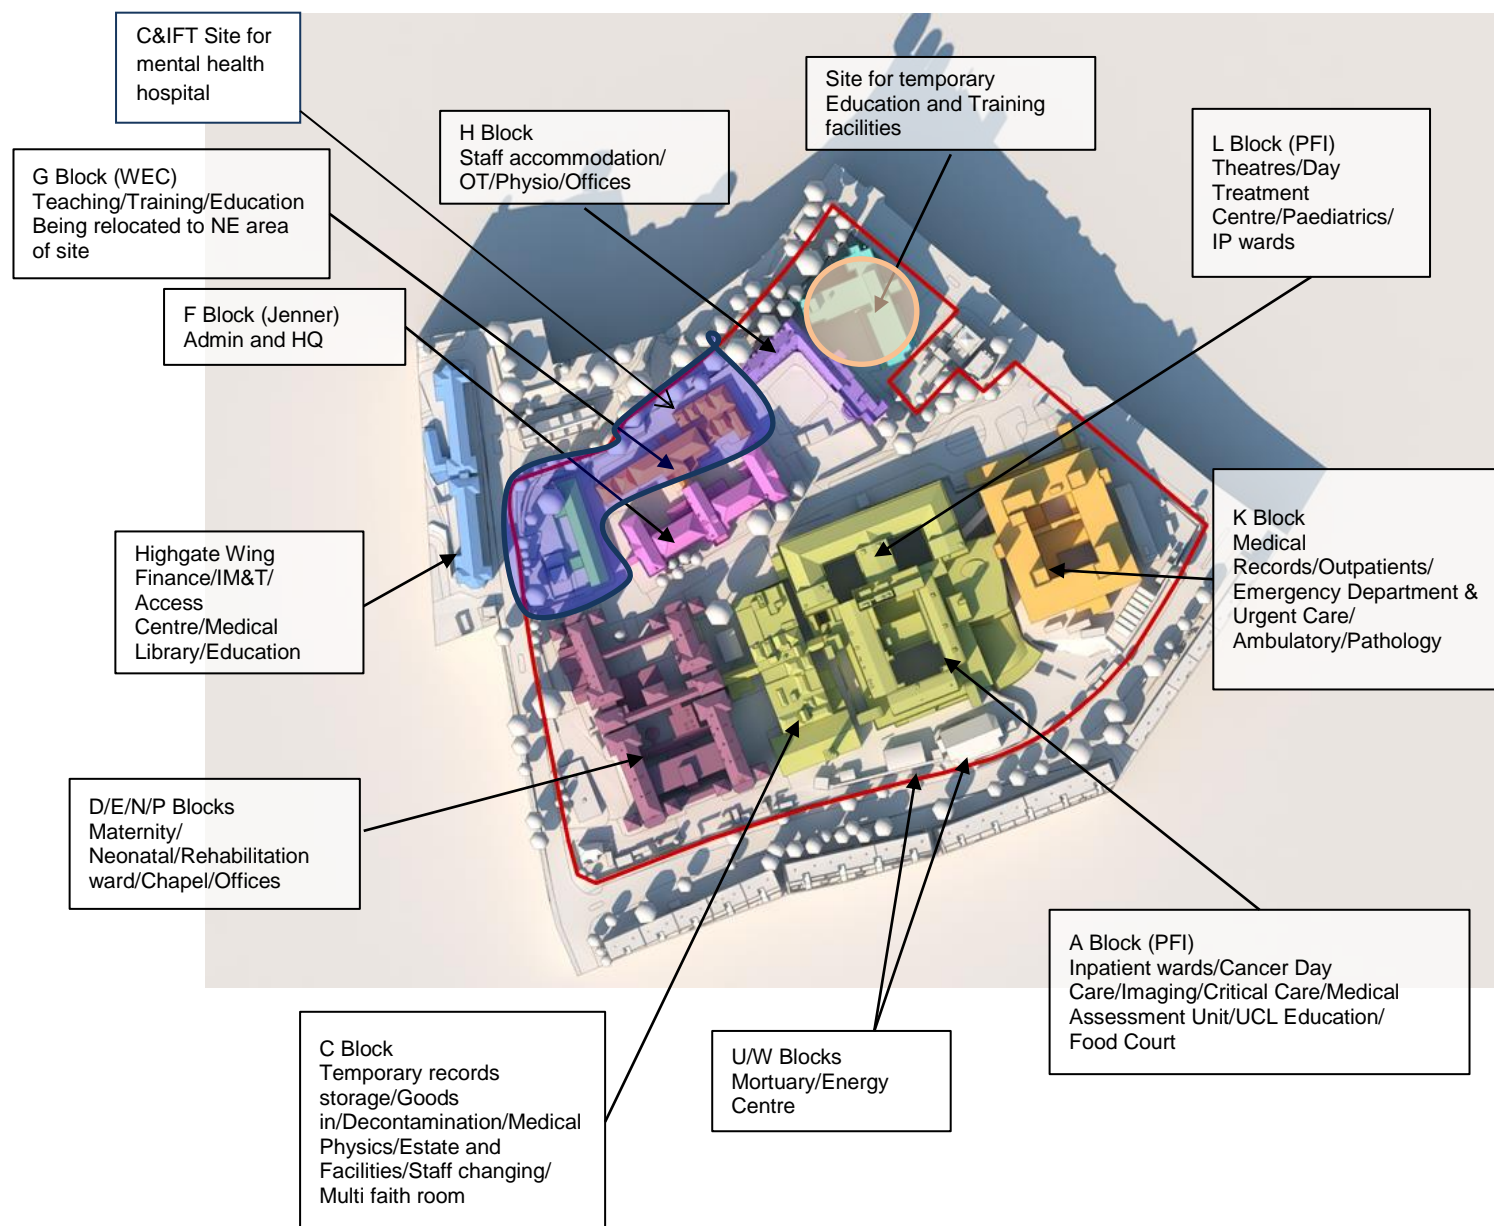 C&IFT Site for
mental health
hospital
Site for temporary
Education and Training
facilities
H Block
Staff accommodation/
OT/Physio/Offices
L Block (PFI)
Theatres/Day
Treatment
Centre/Paediatrics/
IP wards
G Block (WEC)
Teaching/Training/Education
Being relocated to NE area
of site
F Block (Jenner)
Admin and HQ
K Block
Medical
Records/Outpatients/
Emergency Department &
Urgent Care/
Ambulatory/Pathology
Highgate Wing
Finance/IM&T/
Access
Centre/Medical
Library/Education
D/E/N/P Blocks
Maternity/
Neonatal/Rehabilitation
ward/Chapel/Offices
A Block (PFI)
Inpatient wards/Cancer Day
Care/Imaging/Critical Care/Medical
Assessment Unit/UCL Education/
Food Court
C Block
Temporary records
storage/Goods
in/Decontamination/Medical
Physics/Estate and
Facilities/Staff changing/
Multi faith room
U/W Blocks
Mortuary/Energy
Centre